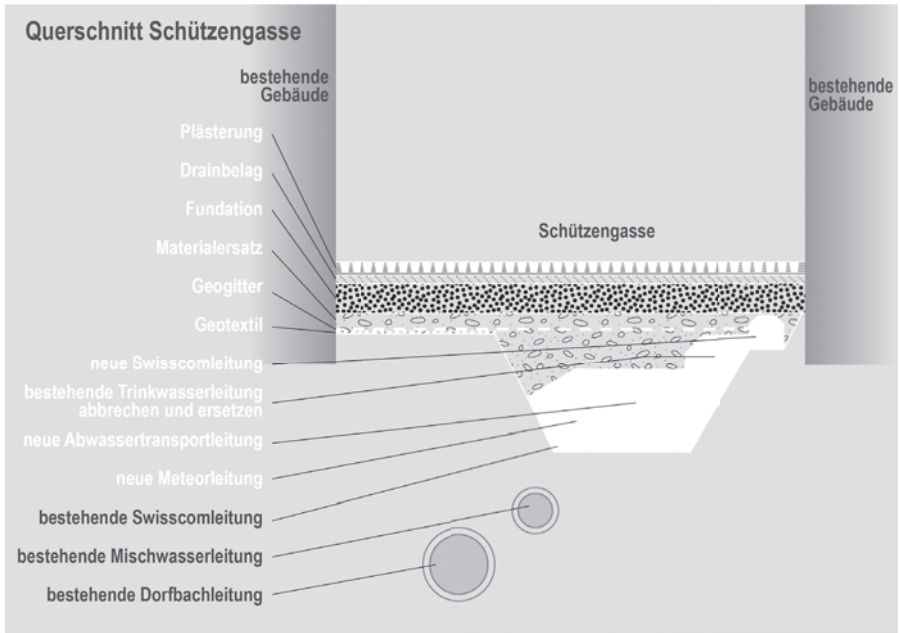 Querschnitt Schützengasse
bestehende
Gebäude
bestehende
Gebäude
Plästerung
Drainbelag
Fundation
Materialersatz
Geogitter
Geotextil
neue Swisscomleitung
bestehende Trinkwasserleitung
abbrechen und ersetzen
neue Abwassertransportleitung
neue Meteorleitung
bestehende Swisscomleitung
bestehende Mischwasserleitung
bestehende Dorfbachleitung
Schützengasse